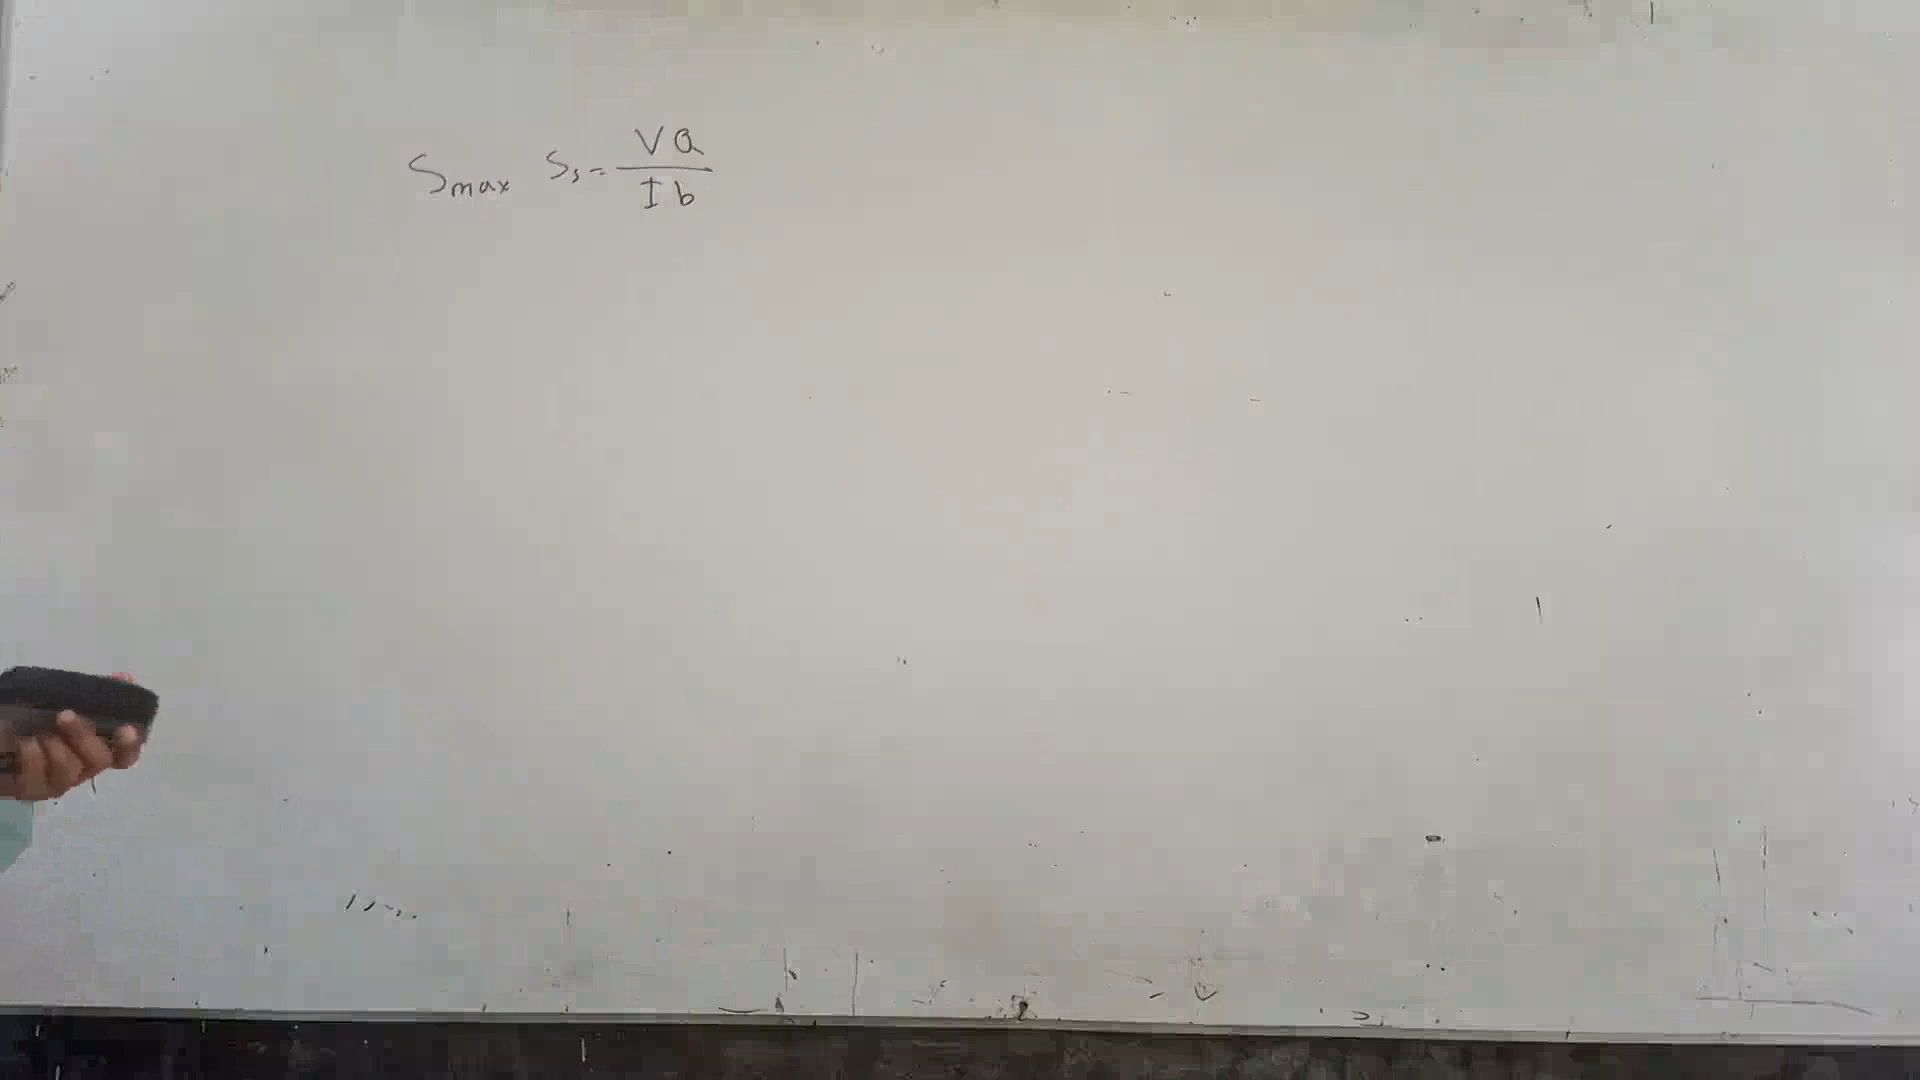 Smax Ss = VQ / Ib